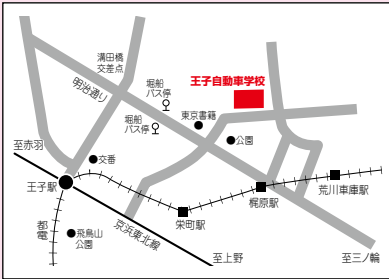 溝田橋
交差点
明治通り
堀船
バス停
王子自動車学校
堀船
バス停
東京書籍
公園
至赤羽
交番
王子駅
荒川車庫駅
梶原駅
栄町駅
都電
飛鳥山
公園
京浜東北線
至上野
至三ノ輪